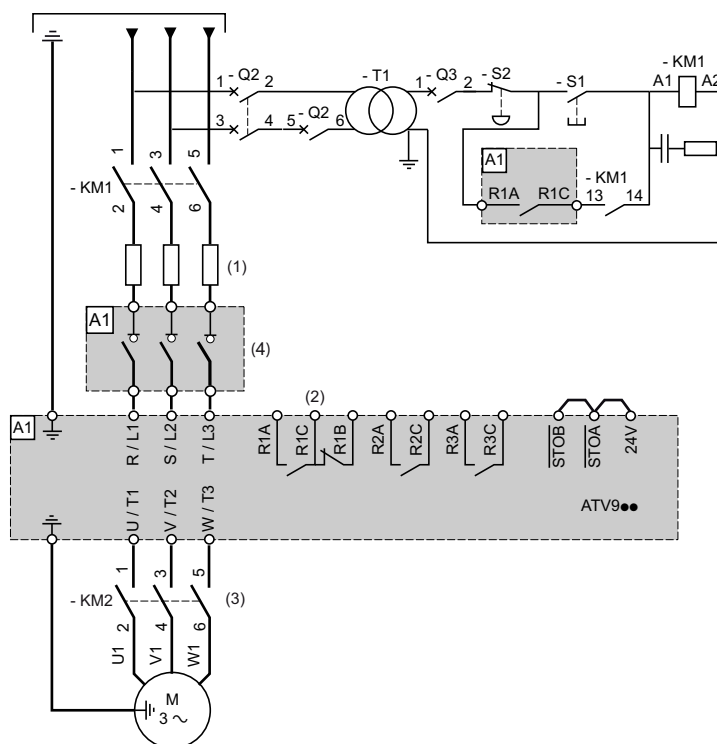 1 - Q2 2
- T1
1 - Q3 2
- S2
- S1
- KM1
A1 A2
3 4 5 - Q2 6
1 3 5
- KM1
2 4 6
A1
R1A R1C
- KM1
13 14
(1)
A1
(4)
A1
R / L1
S / L2
T / L3
(2)
R1A
R1C
R1B
R2A
R2C
R3A
R3C
STOB
STOA
24V
U / T1
V / T2
W / T3
ATV9●●
1 3 5
- KM2
(3)
2 4 6
U1
V1
W1
M
3 ~